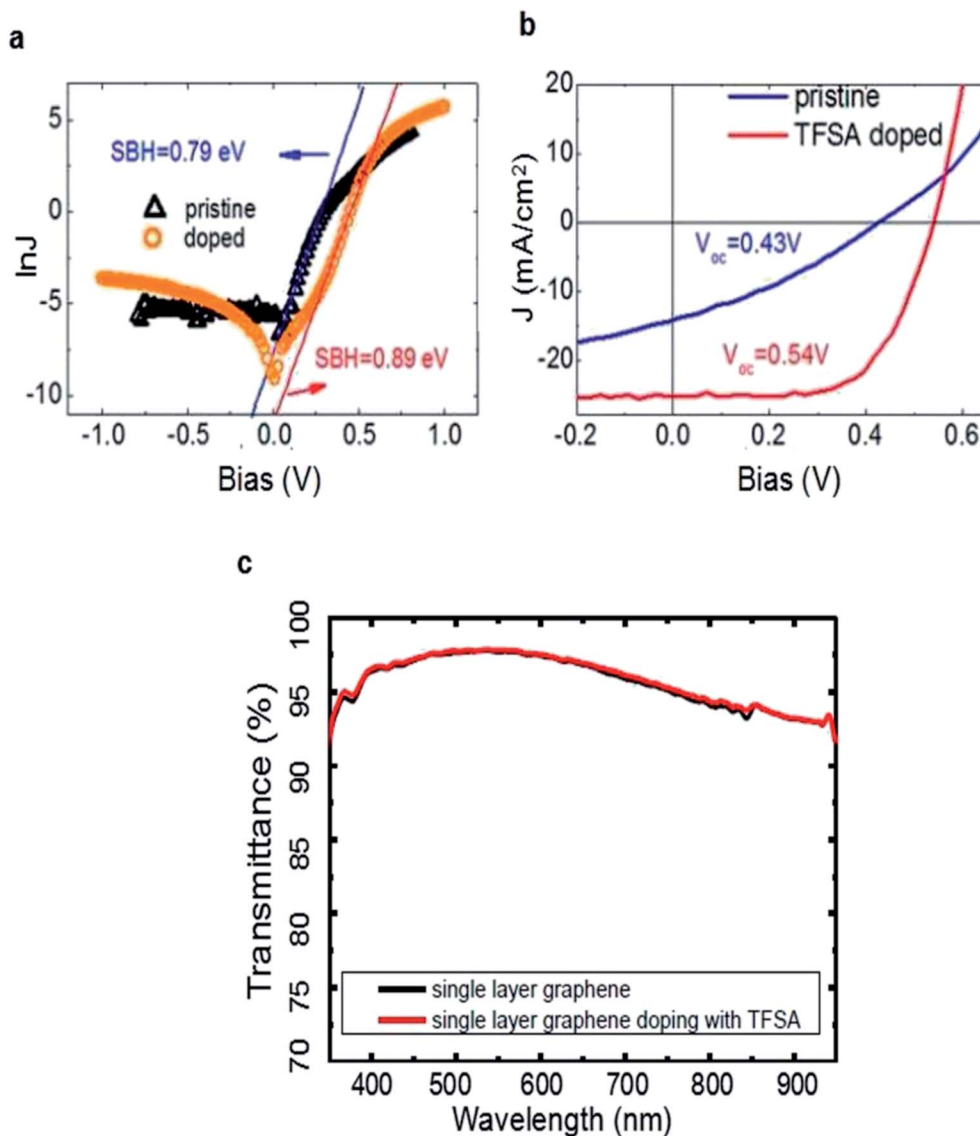 a
5
0
-5
-10
lnJ
SBH=0.79 eV
pristine
doped
SBH=0.89 eV
-1.0 -0.5 0.0 0.5 1.0
Bias (V)
b
20
10
0
-10
-20
J (mA/cm²)
pristine
TFSA doped
Voc=0.43V
Voc=0.54V
-0.2 0.0 0.2 0.4 0.6
Bias (V)
c
100
95
90
85
80
75
70
Transmittance (%)
single layer graphene
single layer graphene doping with TFSA
400 500 600 700 800 900
Wavelength (nm)